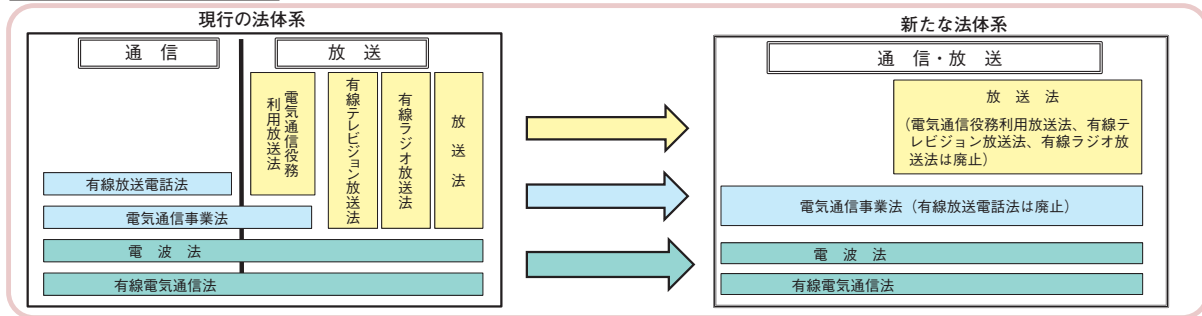 現行の法体系
通 信
放 送
電気通信役務
利用放送法
有線テレビジョン放送法
有線ラジオ放送法
放 送 法
有線放送電話法
電気通信事業法
電 波 法
有線電気通信法
新たな法体系
通 信・放 送
放 送 法
(電気通信役務利用放送法、有線テ
レビジョン放送法、有線ラジオ放
送法は廃止)
電気通信事業法(有線放送電話法は廃止)
電 波 法
有線電気通信法